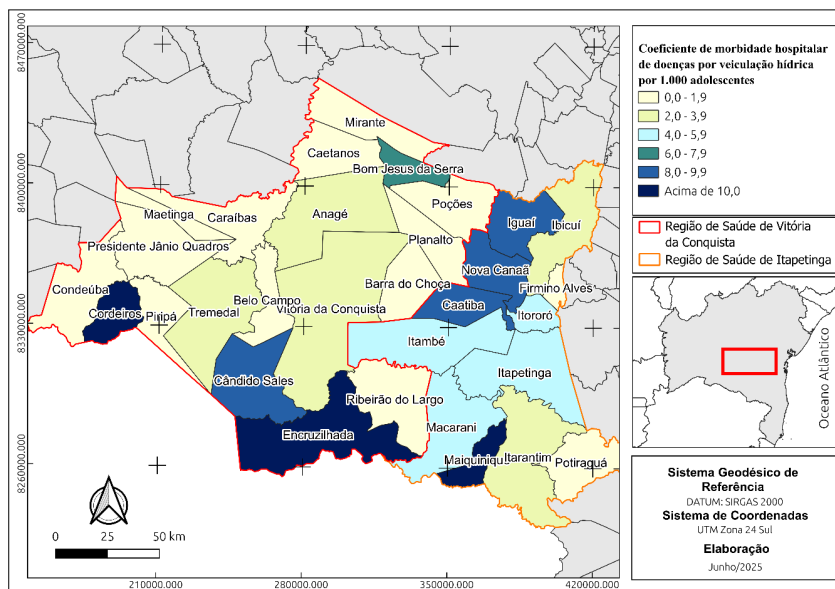 8470000.000
8400000.000
8330000.000
8260000.000
Mirante
Caetanos
Bom Jesus da Serra
Anagé
Poções
Maetinga
Caraíbas
Iguaí
Ibicuí
Presidente Jânio Quadros
Planalto
Condeúba
Nova Canaã
Barra do Choça
Firmino Alves
Cordeiros
Piripá
Tremedal
Belo Campo
Vitória da Conquista
Caatiba
Itororó
Itambé
Cândido Sales
Itapetinga
Ribeirão do Largo
Encruzilhada
Macarani
Maiquinique
Itarantim
Potiraguá
0 25 50 km
210000.000 280000.000 350000.000 420000.000
Coeficiente de morbidade hospitalar
de doenças por veiculação hídrica
por 1.000 adolescentes
0,0 - 1,9
2,0 - 3,9
4,0 - 5,9
6,0 - 7,9
8,0 - 9,9
Acima de 10,0
Região de Saúde de Vitória
da Conquista
Região de Saúde de Itapetinga
Oceano Atlântico
Sistema Geodésico de
Referência
DATUM: SIRGAS 2000
Sistema de Coordenadas
UTM Zona 24 Sul
Elaboração
Junho/2025